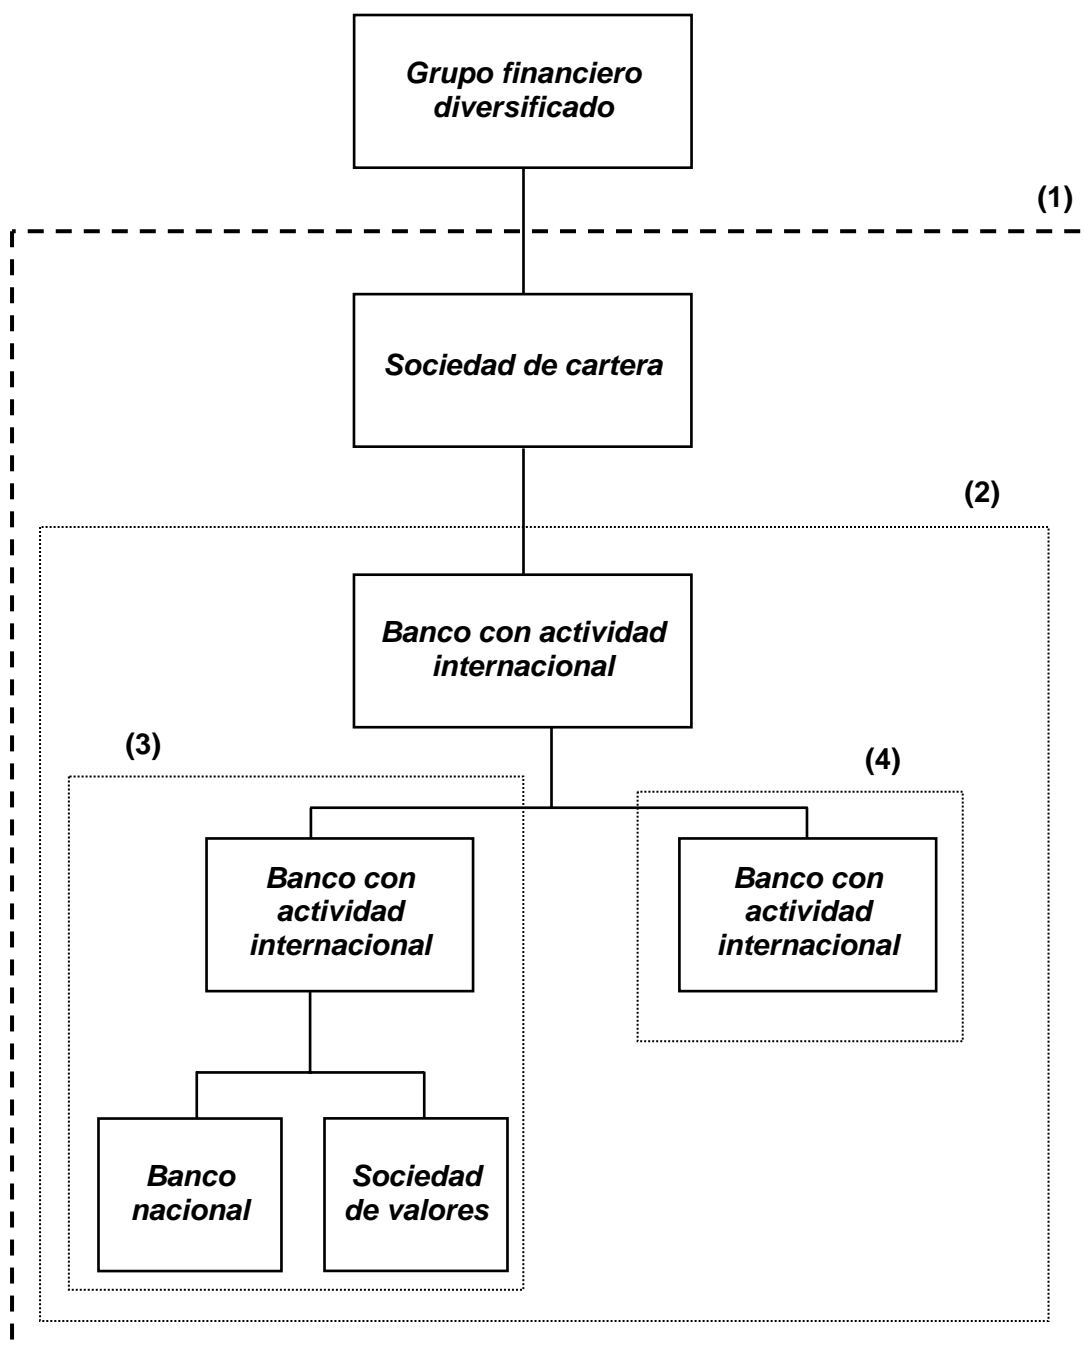 Grupo financiero
diversificado
(1)
Sociedad de cartera
(2)
Banco con actividad
internacional
(3)
(4)
Banco con
actividad
internacional
Banco con
actividad
internacional
Banco
nacional
Sociedad
de valores